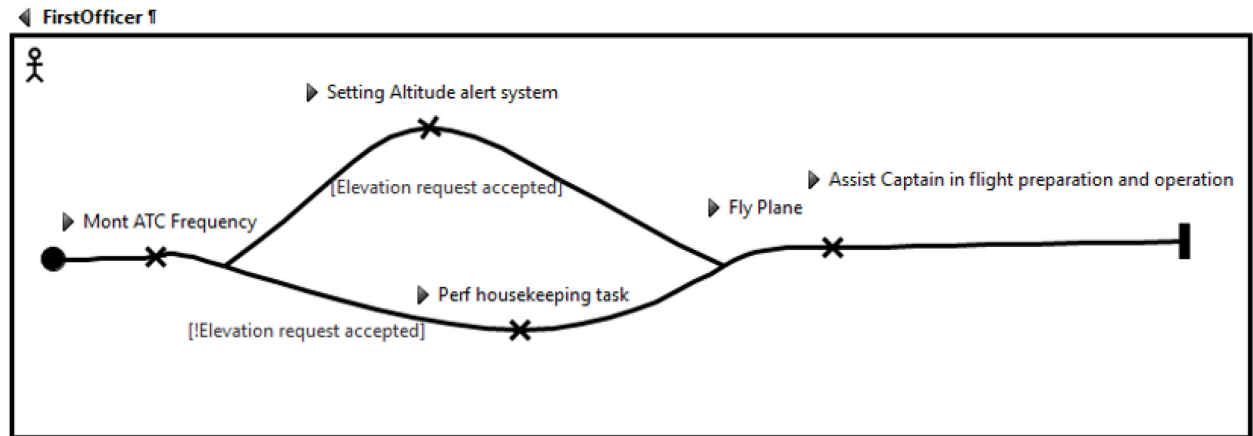 FirstOfficer ¶
Setting Altitude alert system
[Elevation request accepted]
Assist Captain in flight preparation and operation
Fly Plane
Mont ATC Frequency
Perf housekeeping task
[!Elevation request accepted]